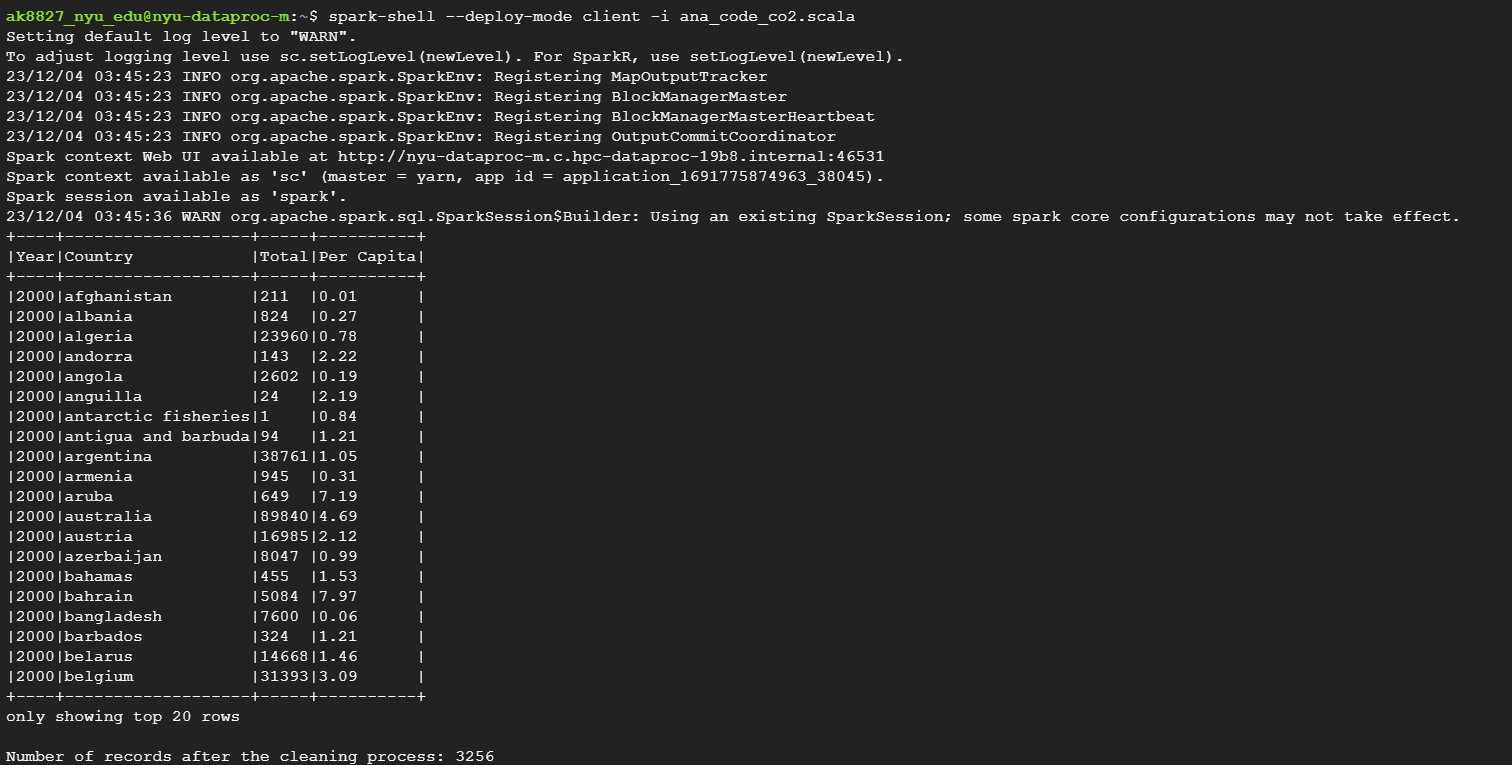 ak8827_nyu_edu@nyu-dataproc-m:~$ spark-shell --deploy-mode client -i ana_code_co2.scala
Setting default log level to "WARN".
To adjust logging level use sc.setLogLevel(newLevel). For SparkR, use setLogLevel(newLevel).
23/12/04 03:45:23 INFO org.apache.spark.SparkEnv: Registering MapOutputTracker
23/12/04 03:45:23 INFO org.apache.spark.SparkEnv: Registering BlockManagerMaster
23/12/04 03:45:23 INFO org.apache.spark.SparkEnv: Registering BlockManagerMasterHeartbeat
23/12/04 03:45:23 INFO org.apache.spark.SparkEnv: Registering OutputCommitCoordinator
Spark context Web UI available at http://nyu-dataproc-m.c.hpc-dataproc-19b8.internal:46531
Spark context available as 'sc' (master = yarn, app id = application_1691775874963_38045).
Spark session available as 'spark'.
23/12/04 03:45:36 WARN org.apache.spark.sql.SparkSession$Builder: Using an existing SparkSession; some spark core configurations may not take effect.
+----+-------------------+-----+----------+
|Year|Country            |Total|Per Capita|
+----+-------------------+-----+----------+
|2000|afghanistan        |211  |0.01      |
|2000|albania            |824  |0.27      |
|2000|algeria            |23960|0.78      |
|2000|andorra            |143  |2.22      |
|2000|angola             |2602 |0.19      |
|2000|anguilla           |24   |2.19      |
|2000|antarctic fisheries|1    |0.84      |
|2000|antigua and barbuda|94   |1.21      |
|2000|argentina          |38761|1.05      |
|2000|armenia            |945  |0.31      |
|2000|aruba              |649  |7.19      |
|2000|australia          |89840|4.69      |
|2000|austria            |16985|2.12      |
|2000|azerbaijan         |8047 |0.99      |
|2000|bahamas            |455  |1.53      |
|2000|bahrain            |5084 |7.97      |
|2000|bangladesh         |7600 |0.06      |
|2000|barbados           |324  |1.21      |
|2000|belarus            |14668|1.46      |
|2000|belgium            |31393|3.09      |
+----+-------------------+-----+----------+
only showing top 20 rows
Number of records after the cleaning process: 3256